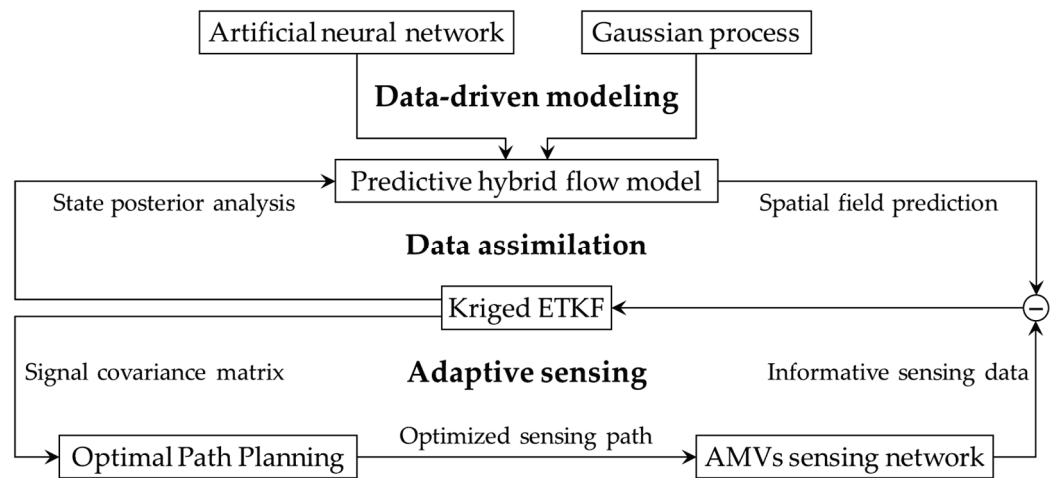 Artificial neural network
Gaussian process
Data-driven modeling
Predictive hybrid flow model
State posterior analysis
Spatial field prediction
Data assimilation
Kriged ETKF
−
Signal covariance matrix
Adaptive sensing
Informative sensing data
Optimal Path Planning
Optimized sensing path
AMVs sensing network